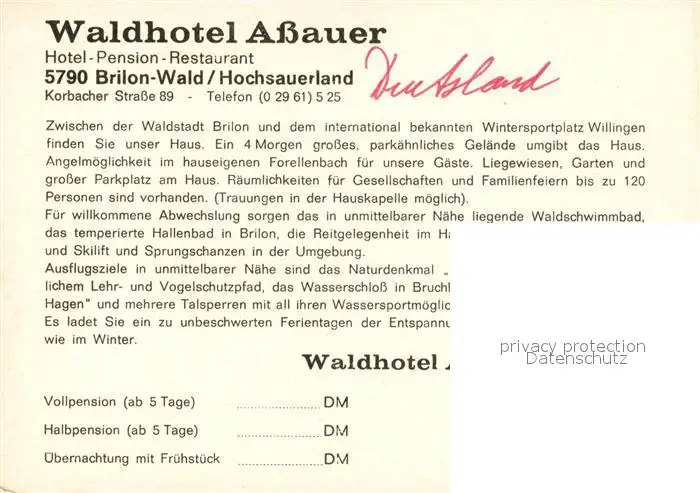 Waldhotel Aßauer
Hotel-Pension-Restaurant
5790 Brilon-Wald/Hochsauerland
Deutsland
Korbacher Straße 89 - Telefon (0 29 61) 5 25
Zwischen der Waldstadt Brilon und dem international bekannten Wintersportplatz Willingen
finden Sie unser Haus. Ein 4 Morgen großes, parkähnliches Gelände umgibt das Haus.
Angelmöglichkeit im hauseigenen Forellenbach für unsere Gäste. Liegewiesen, Garten und
großer Parkplatz am Haus. Räumlichkeiten für Gesellschaften und Familienfeiern bis zu 120
Personen sind vorhanden. (Trauungen in der Hauskapelle möglich).
Für willkommene Abwechslung sorgen das in unmittelbarer Nähe liegende Waldschwimmbad,
das temperierte Hallenbad in Brilon, die Reitgelegenheit im H
und Skilift und Sprungschanzen in der Umgebung.
Ausflugsziele in unmittelbarer Nähe sind das Naturdenkmal „
lichem Lehr- und Vogelschutzpfad, das Wasserschloß in Bruchh
Hagen" und mehrere Talsperren mit all ihren Wassersportmöglic
Es ladet Sie ein zu unbeschwerten Ferientagen der Entspannu
wie im Winter.
Waldhotel A
privacy protection
Datenschutz
Vollpension (ab 5 Tage) ........................ DM
Halbpension (ab 5 Tage) ........................ DM
Übernachtung mit Frühstück ........................ DM